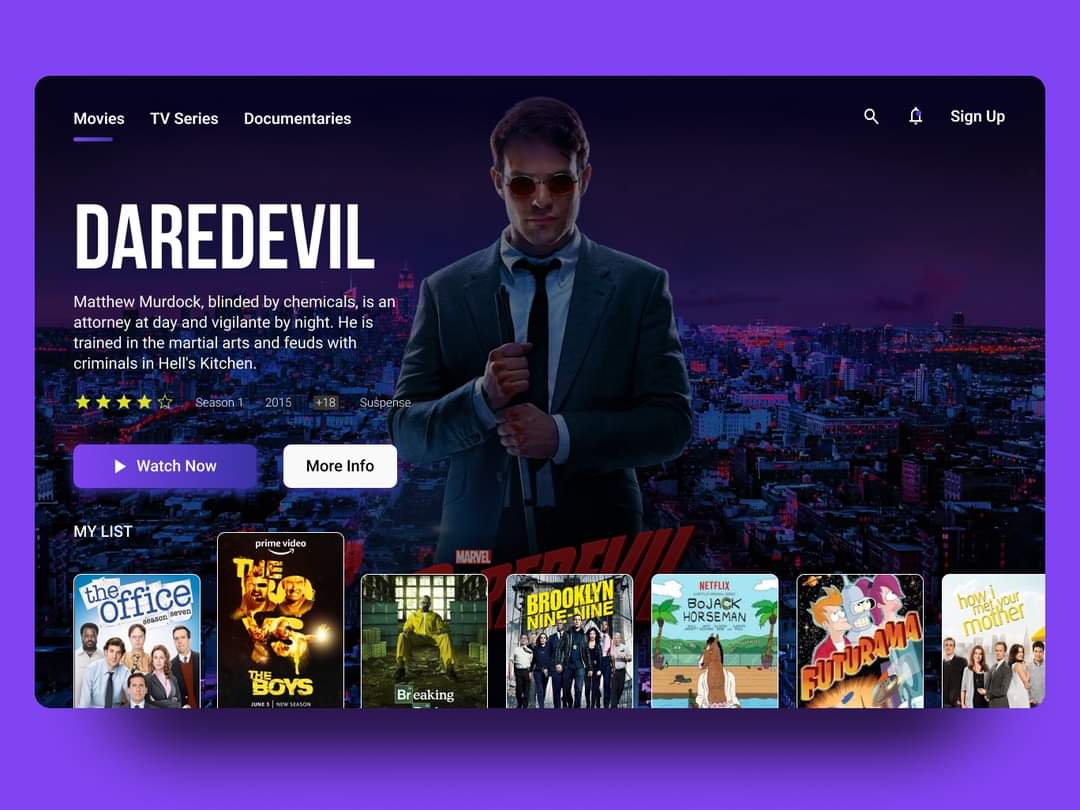 Movies TV Series Documentaries Sign Up
DAREDEVIL
Matthew Murdock, blinded by chemicals, is an
attorney at day and vigilante by night. He is
trained in the martial arts and feuds with
criminals in Hell's Kitchen.
Season 1 2015 +18 Suspense
Watch Now More Info
MY LIST
MARVEL
DAREDEVIL
the
office
season seven
prime video
THE
BOYS
THE
BOYS
JUNE 5 | NEW SEASON
Breaking
BROOKLYN
NINE-NINE
NETFLIX
BOJACK
HORSEMAN
FUTURAMA
how i
met your
mother